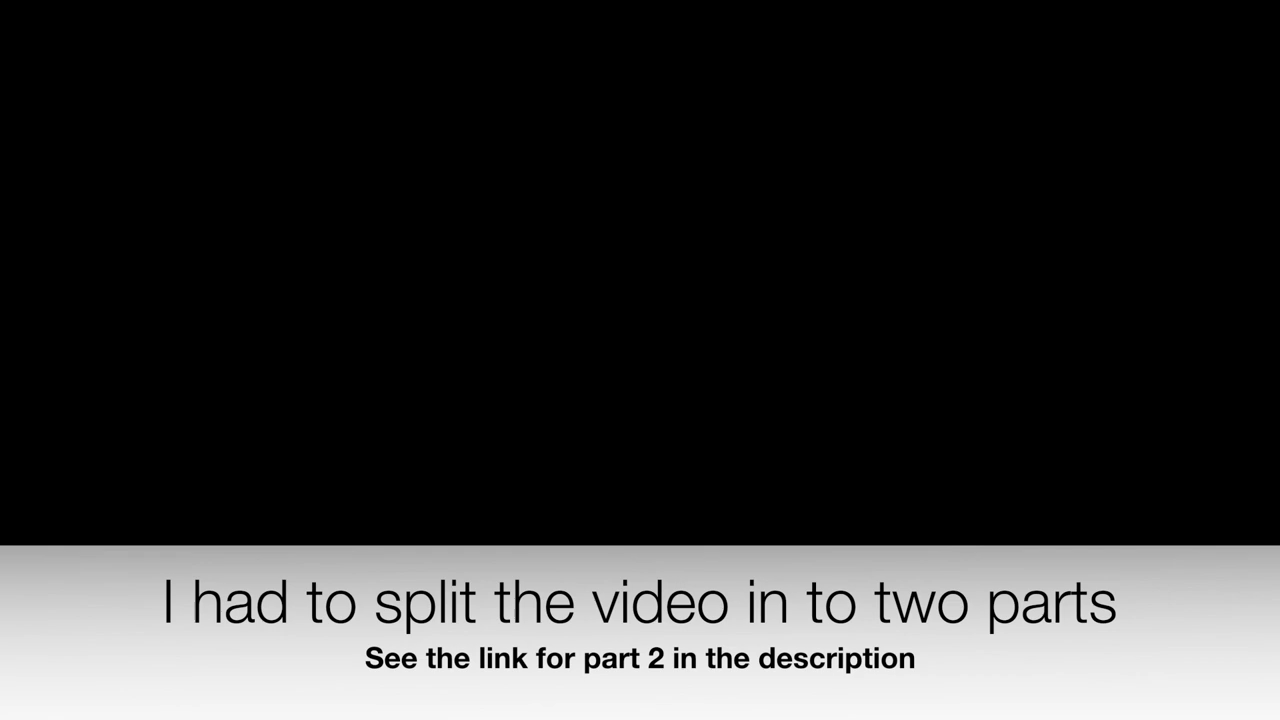 I had to split the video in to two parts
See the link for part 2 in the description